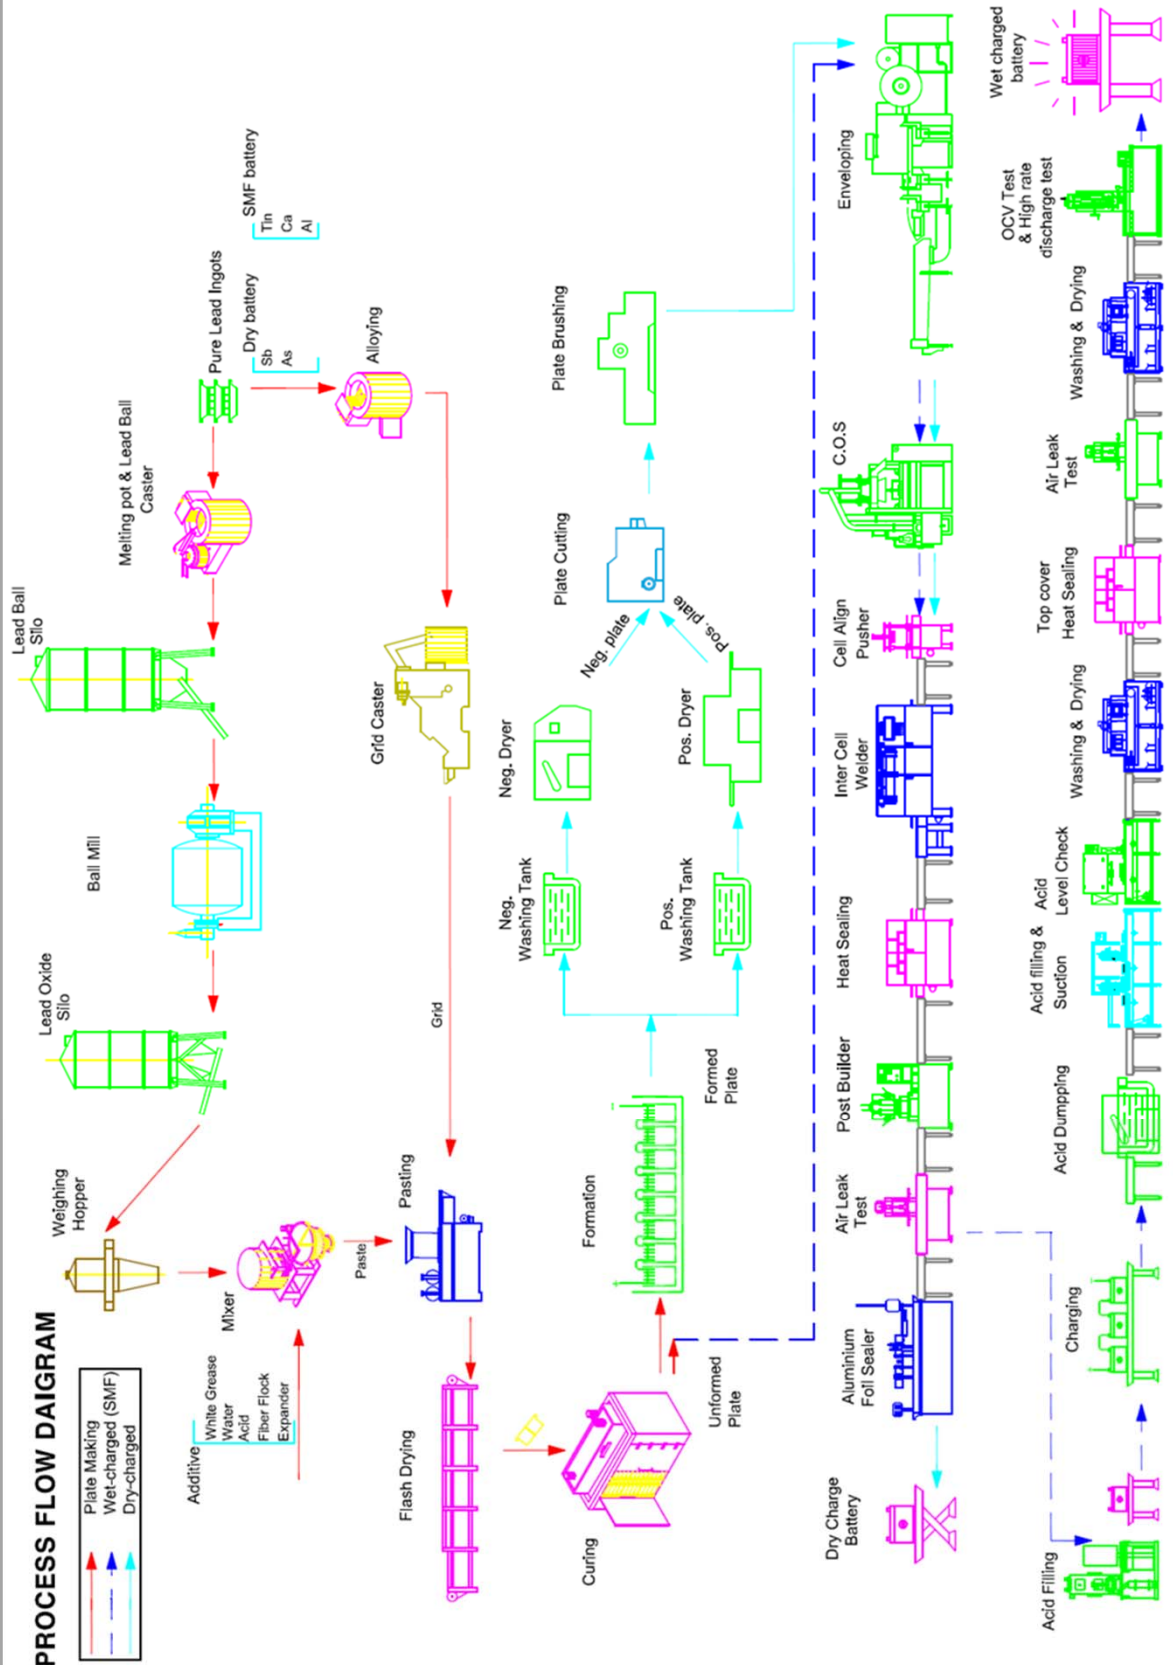 PROCESS FLOW DAIGRAM
Plate Making
Wet-charged (SMF)
Dry-charged
Lead Ball
Silo
Melting pot & Lead Ball
Caster
Pure Lead Ingots
Dry battery
Sb
As
SMF battery
Tin
Ca
Al
Alloying
Ball Mill
Lead Oxide
Silo
Weighing
Hopper
Additive
White Grease
Water
Acid
Fiber Flock
Expander
Mixer
Paste
Pasting
Grid
Grid Caster
Flash Drying
Curing
Unformed
Plate
Formation
Formed
Plate
Neg.
Washing Tank
Pos.
Washing Tank
Neg. Dryer
Pos. Dryer
Neg. plate
Pos. plate
Plate Cutting
Plate Brushing
Enveloping
C.O.S
Cell Align
Pusher
Inter Cell
Welder
Heat Sealing
Post Builder
Air Leak
Test
Aluminium
Foil Sealer
Dry Charge
Battery
Acid Filling
Charging
Acid Dumpping
Acid filling &
Suction
Acid
Level Check
Washing & Drying
Top cover
Heat Sealing
Air Leak
Test
Washing & Drying
OCV Test
& High rate
discharge test
Wet charged
battery